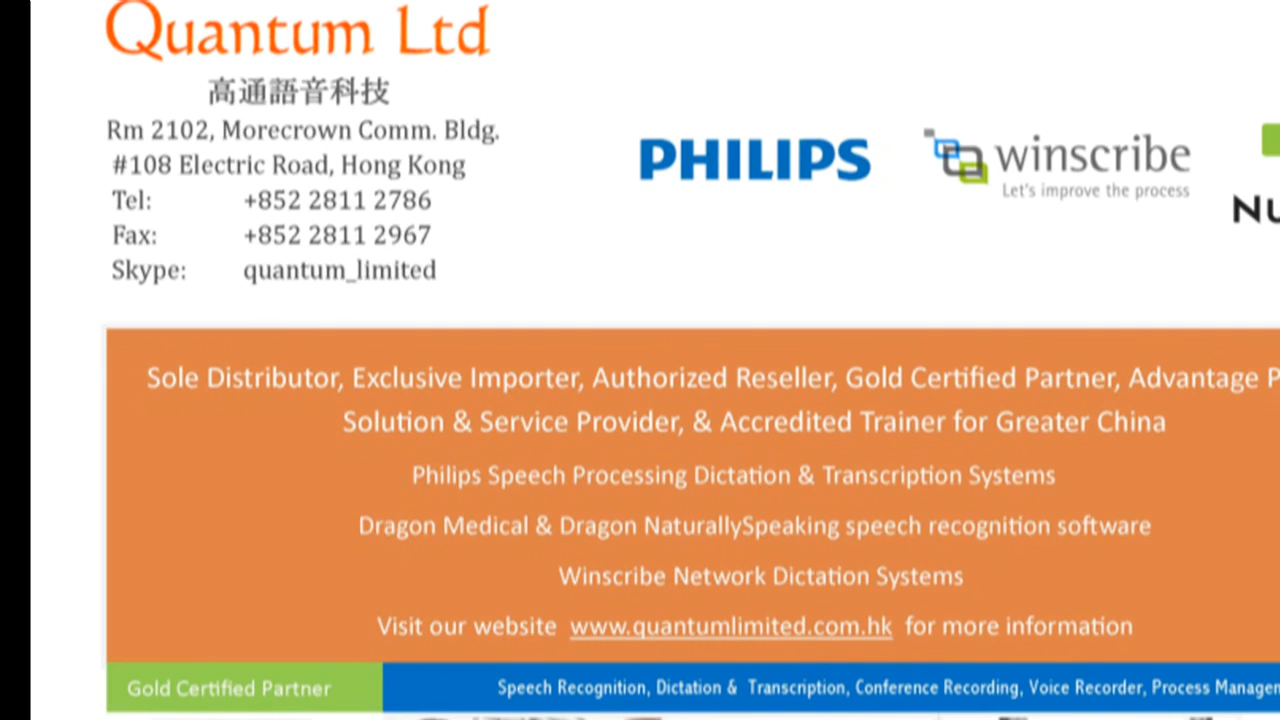 Quantum Ltd
高通語音科技
Rm 2102, Morecrown Comm. Bldg.
#108 Electric Road, Hong Kong
Tel: +852 2811 2786
Fax: +852 2811 2967
Skype: quantum_limited
PHILIPS
winscribe
Let's improve the process
Sole Distributor, Exclusive Importer, Authorized Reseller, Gold Certified Partner, Advantage
Solution & Service Provider, & Accredited Trainer for Greater China
Philips Speech Processing Dictation & Transcription Systems
Dragon Medical & Dragon NaturallySpeaking speech recognition software
Winscribe Network Dictation Systems
Visit our website www.quantumlimited.com.hk for more information
Gold Certified Partner
Speech Recognition, Dictation & Transcription, Conference Recording, Voice Recorder, Process